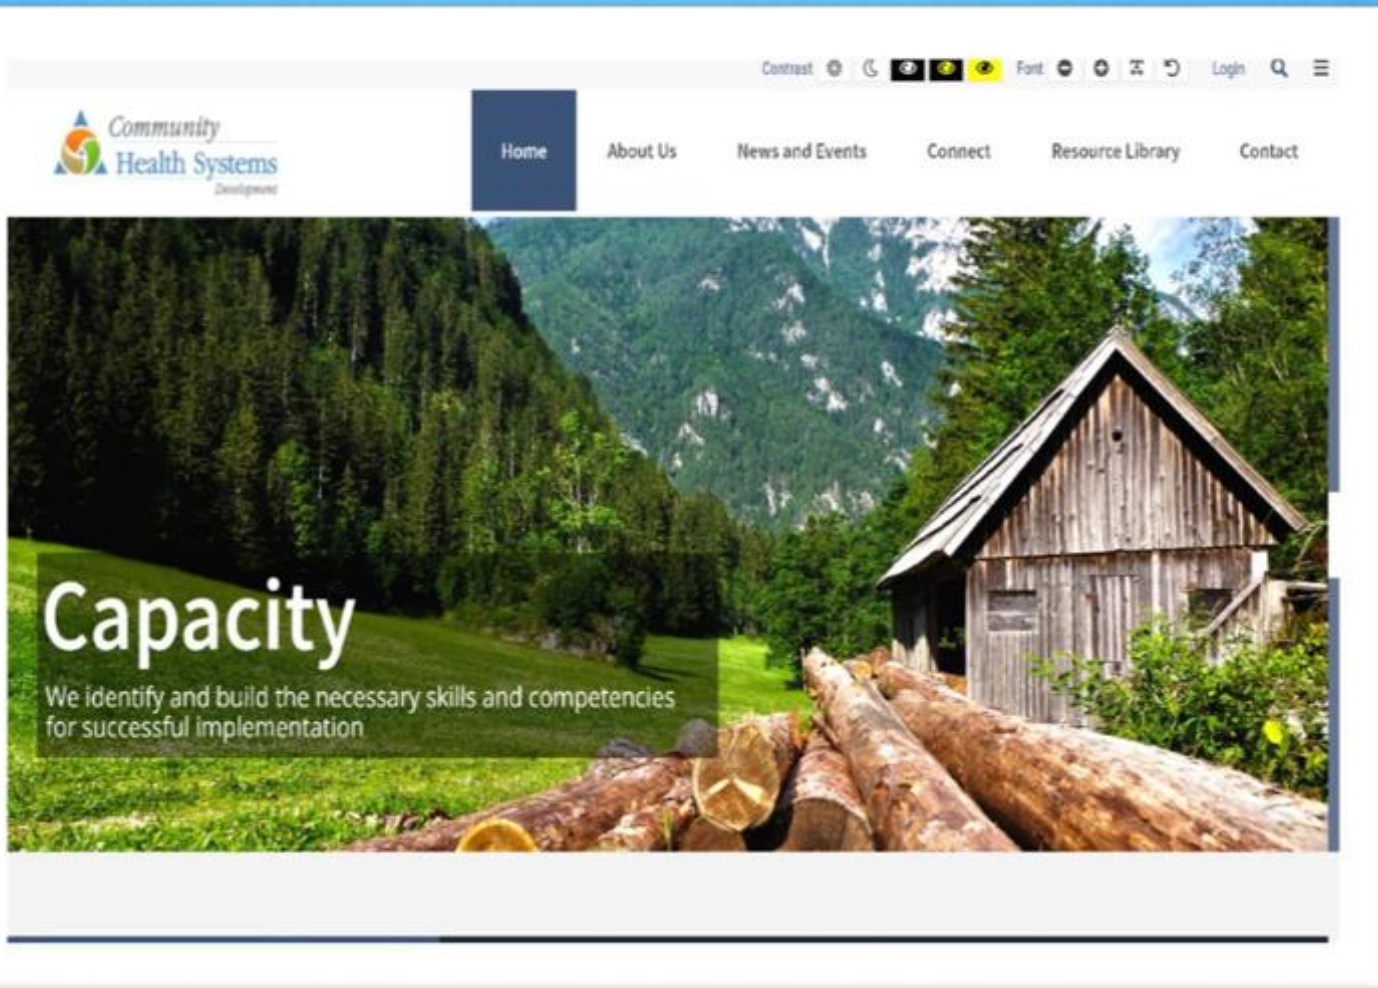 Contrast Font Login
Community
Health Systems
Development
Home About Us News and Events Connect Resource Library Contact
Capacity
We identify and build the necessary skills and competencies
for successful implementation